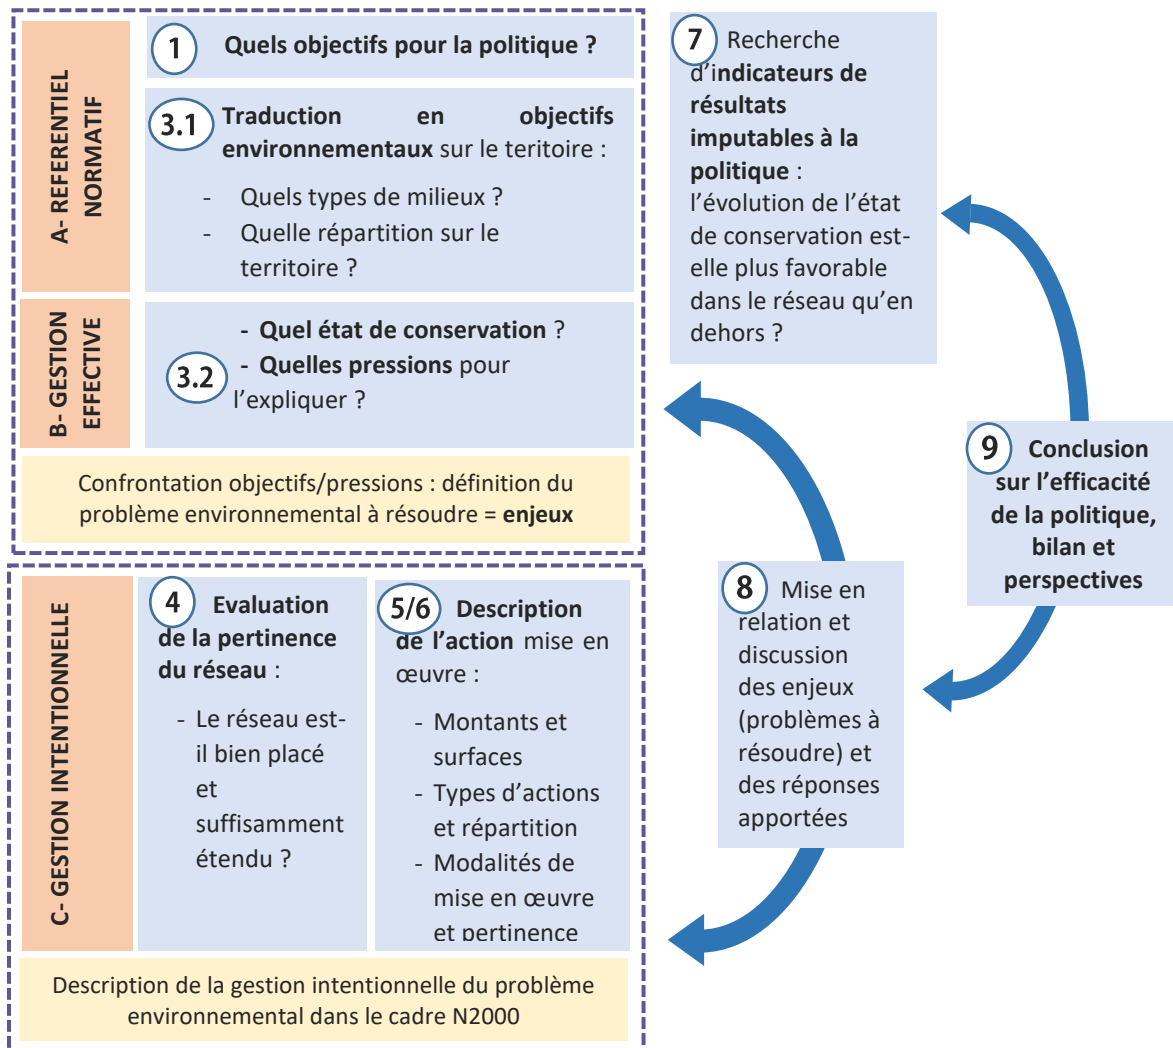 A- REFERENTIEL
NORMATIF
1
Quels objectifs pour la politique ?
3.1
Traduction en objectifs
environnementaux sur le teritoire :
- Quels types de milieux ?
- Quelle répartition sur le
territoire ?
B- GESTION
EFFECTIVE
- Quel état de conservation ?
3.2
- Quelles pressions pour
l'expliquer ?
Confrontation objectifs/pressions : définition du
problème environnemental à résoudre = enjeux
C- GESTION INTENTIONNELLE
4
Evaluation
de la pertinence
du réseau :
- Le réseau est-
il bien placé
et
suffisamment
étendu ?
5/6
Description
de l'action mise en
œuvre :
- Montants et
surfaces
- Types d'actions
et répartition
- Modalités de
mise en œuvre
et pertinence
Description de la gestion intentionnelle du problème
environnemental dans le cadre N2000
7
Recherche
d'indicateurs de
résultats
imputables à la
politique :
l'évolution de l'état
de conservation est-
elle plus favorable
dans le réseau qu'en
dehors ?
8
Mise en
relation et
discussion
des enjeux
(problèmes à
résoudre) et
des réponses
apportées
9
Conclusion
sur l'efficacité
de la politique,
bilan et
perspectives